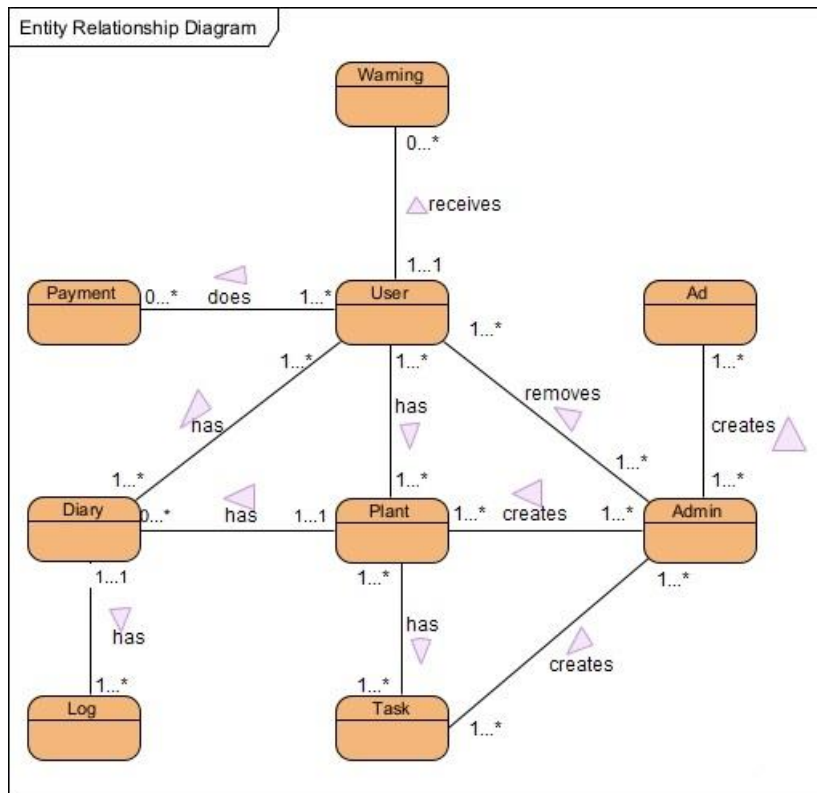 Entity Relationship Diagram
Warning
0...*
receives
1...1
Payment
0...*
does
1...*
User
Ad
1...*
1...*
1...*
1...*
has
has
removes
creates
1...*
1...*
1...*
1...*
Diary
0...*
has
1...1
Plant
1...*
creates
1...*
Admin
1...1
1...*
1...*
has
has
creates
1...*
1...*
1...*
Log
Task